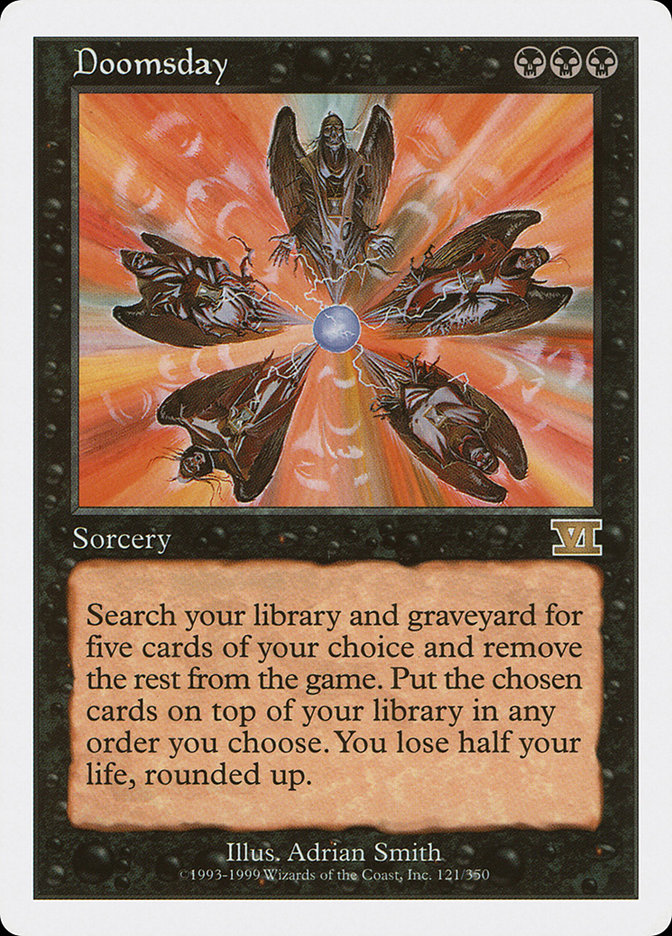 Doomsday
Sorcery
VI
Search your library and graveyard for
five cards of your choice and remove
the rest from the game. Put the chosen
cards on top of your library in any
order you choose. You lose half your
life, rounded up.
Illus. Adrian Smith
©1993-1999 Wizards of the Coast, Inc. 121/350